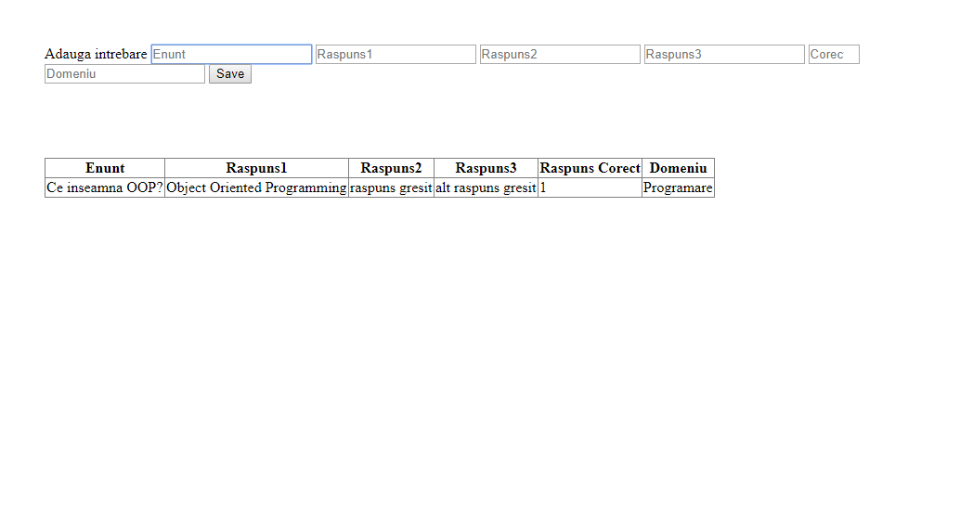 Adauga intrebare Enunt Raspuns1 Raspuns2 Raspuns3 Corec
Domeniu Save
Enunt Raspuns1 Raspuns2 Raspuns3 Raspuns Corect Domeniu
Ce inseamna OOP? Object Oriented Programming raspuns gresit alt raspuns gresit 1 Programare